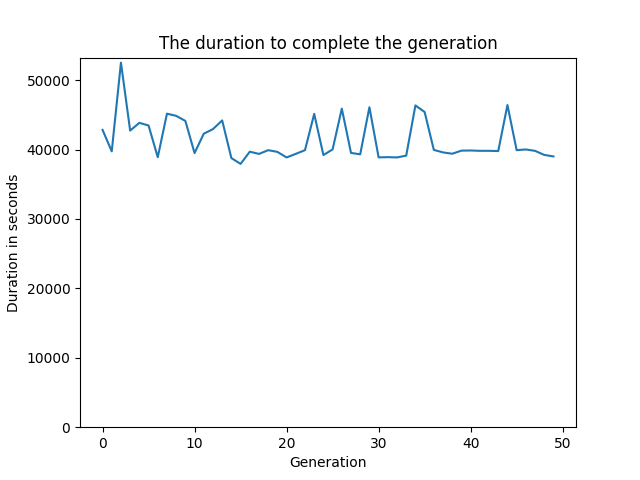 The duration to complete the generation
50000
40000
30000
20000
10000
0
Duration in seconds
0 10 20 30 40 50
Generation